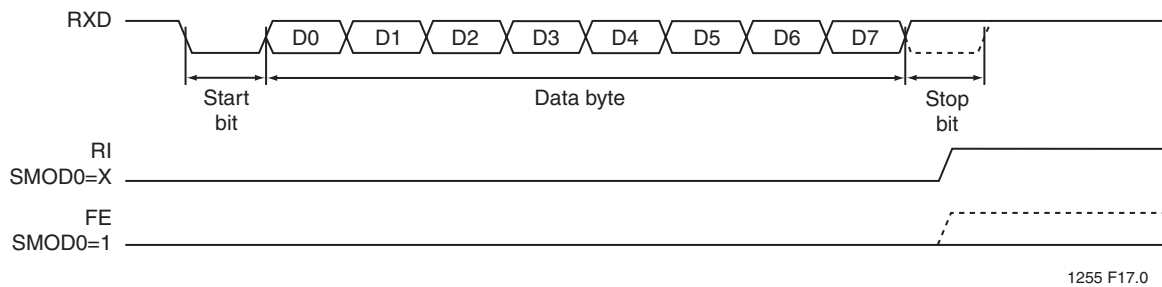 RXD
D0 D1 D2 D3 D4 D5 D6 D7
Start
bit
Data byte
Stop
bit
RI
SMOD0=X
FE
SMOD0=1
1255 F17.0